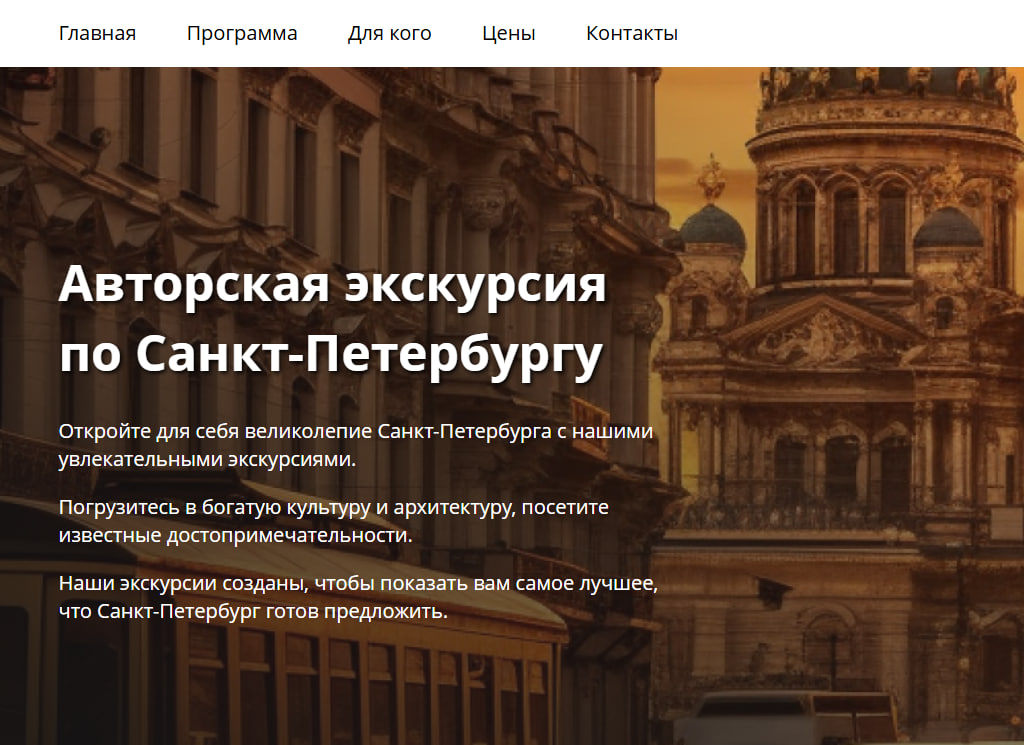 Главная Программа Для кого Цены Контакты
Авторская экскурсия
по Санкт-Петербургу
Откройте для себя великолепие Санкт-Петербурга с нашими
увлекательными экскурсиями.
Погрузитесь в богатую культуру и архитектуру, посетите
известные достопримечательности.
Наши экскурсии созданы, чтобы показать вам самое лучшее,
что Санкт-Петербург готов предложить.